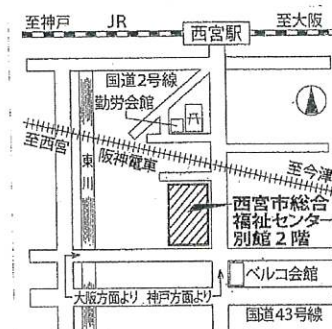 至神戸 JR 至大阪
西宮駅
国道2号線
勤労会館
至西宮
東川
阪神電車
至今津
西宮市総合
福祉センター
別館2階
ベルコ会館
大阪方面より 神戸方面より
国道43号線